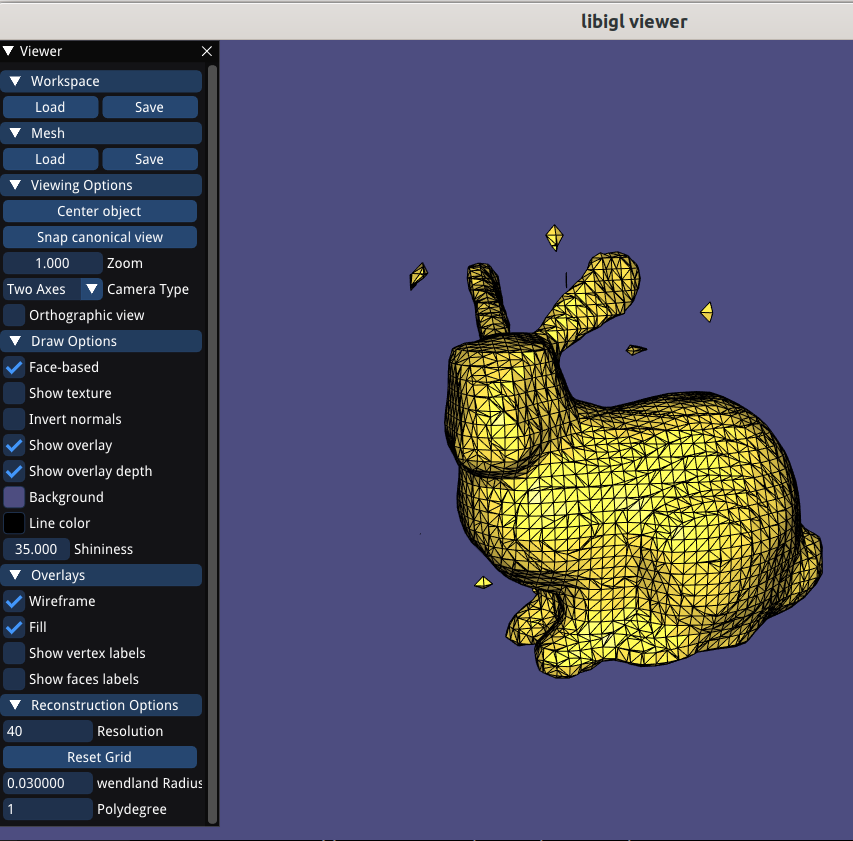 libigl viewer
Viewer
Workspace
Load Save
Mesh
Load Save
Viewing Options
Center object
Snap canonical view
1.000 Zoom
Two Axes Camera Type
Orthographic view
Draw Options
Face-based
Show texture
Invert normals
Show overlay
Show overlay depth
Background
Line color
35.000 Shininess
Overlays
Wireframe
Fill
Show vertex labels
Show faces labels
Reconstruction Options
40 Resolution
Reset Grid
0.030000 wendland Radius
1 Polydegree